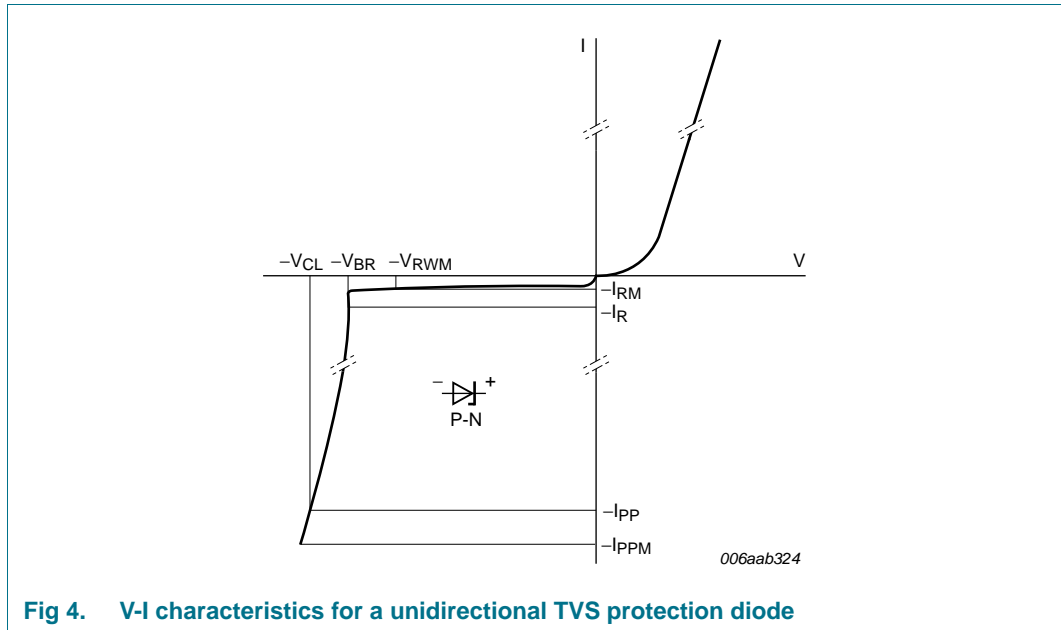 I
–VCL –VBR –VRWM V
–IRM
–IR
– +
P-N
–IPP
–IPPM
006aab324
Fig 4. V-I characteristics for a unidirectional TVS protection diode